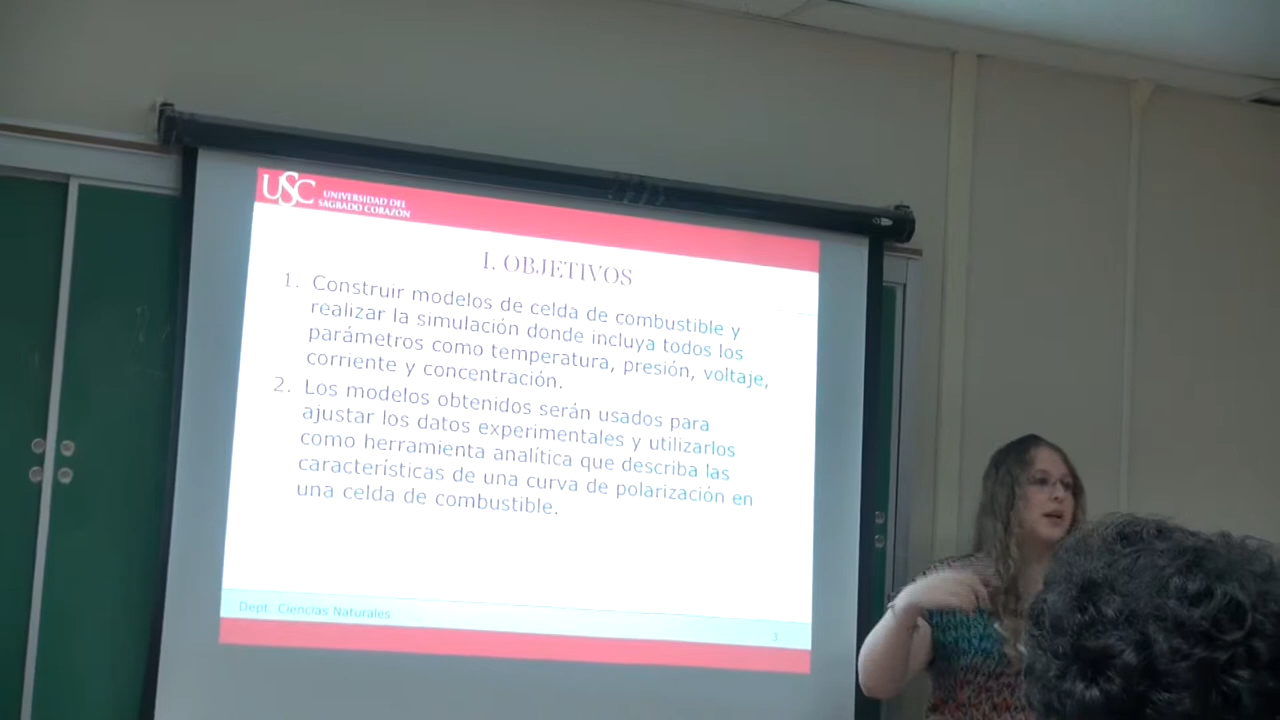 USC
UNIVERSIDAD DEL
SAGRADO CORAZÓN
I. OBJETIVOS
1. Construir modelos de celda de combustible y
realizar la simulación donde incluya todos los
parámetros como temperatura, presión, voltaje,
corriente y concentración.
2. Los modelos obtenidos serán usados para
ajustar los datos experimentales y utilizarlos
como herramienta analítica que describa las
características de una curva de polarización en
una celda de combustible.
Dept. Ciencias Naturales
3